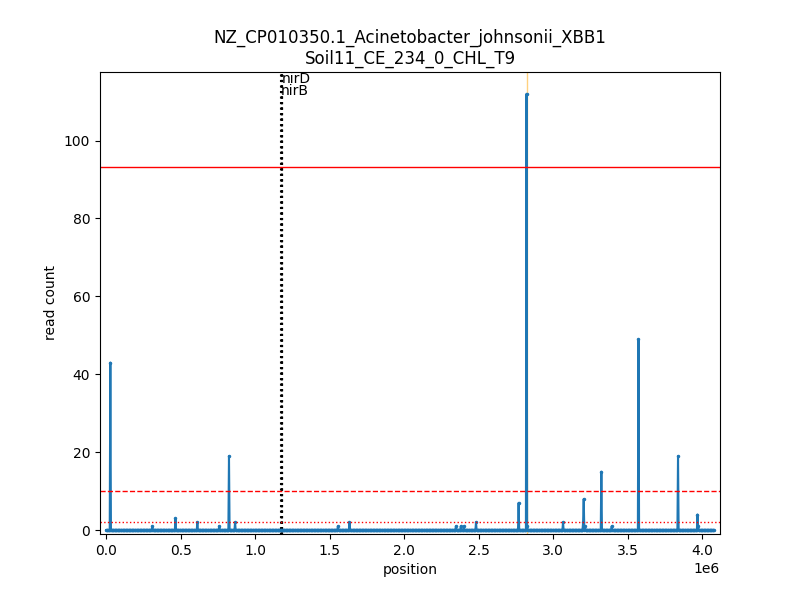 NZ_CP010350.1_Acinetobacter_johnsonii_XBB1
Soil11_CE_234_0_CHL_T9
nirD
nirB
100
80
60
40
20
0
read count
0.0 0.5 1.0 1.5 2.0 2.5 3.0 3.5 4.0
1e6
position